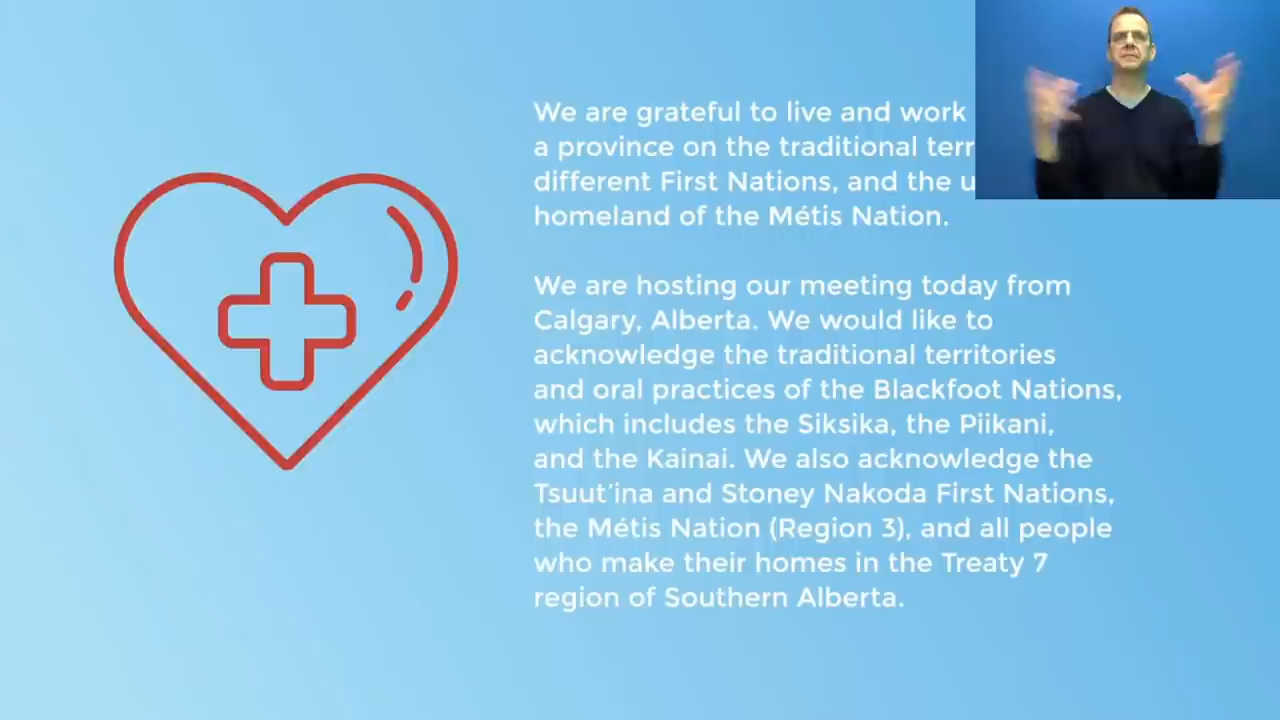 We are grateful to live and work
a province on the traditional
different First Nations, and the
homeland of the Métis Nation.
We are hosting our meeting today from
Calgary, Alberta. We would like to
acknowledge the traditional territories
and oral practices of the Blackfoot Nations,
which includes the Siksika, the Piikani,
and the Kainai. We also acknowledge the
Tsuut'ina and Stoney Nakoda First Nations,
the Métis Nation (Region 3), and all people
who make their homes in the Treaty 7
region of Southern Alberta.